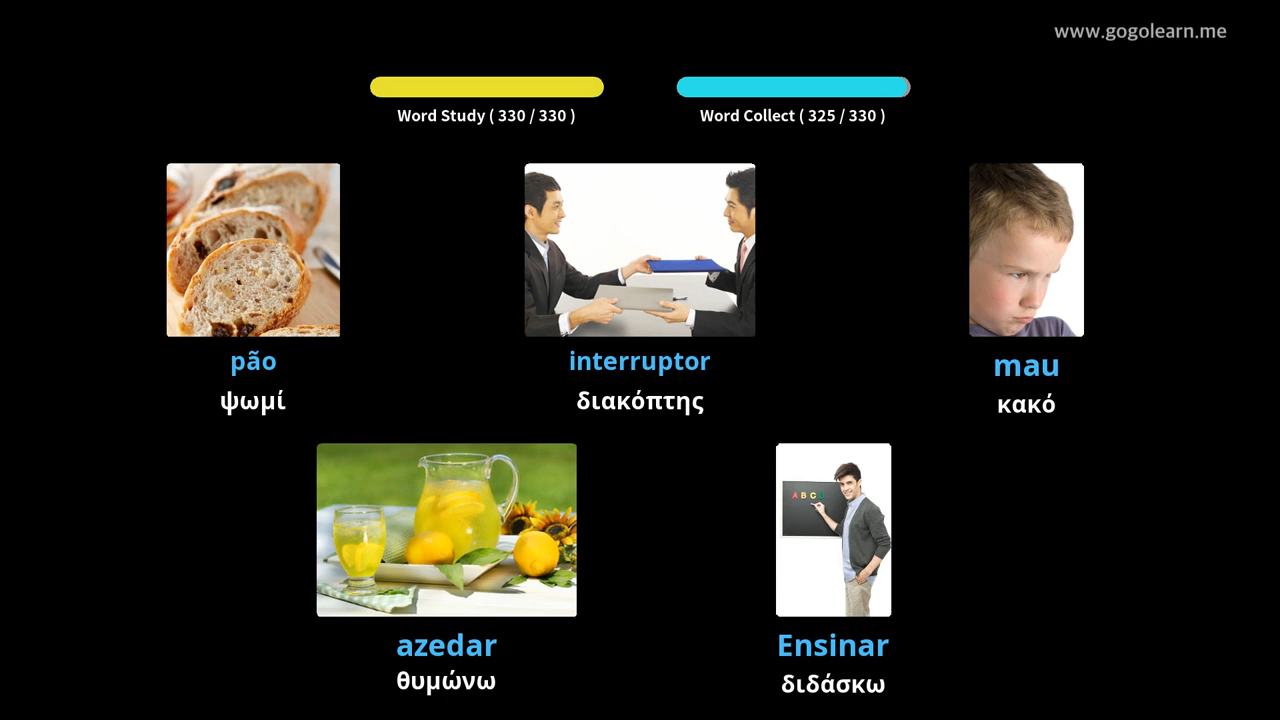 www.gogolearn.me
Word Study ( 330 / 330 )
Word Collect ( 325 / 330 )
pão
ψωμί
interruptor
διακόπτης
mau
κακό
A B C D
azedar
θυμώνω
Ensinar
διδάσκω